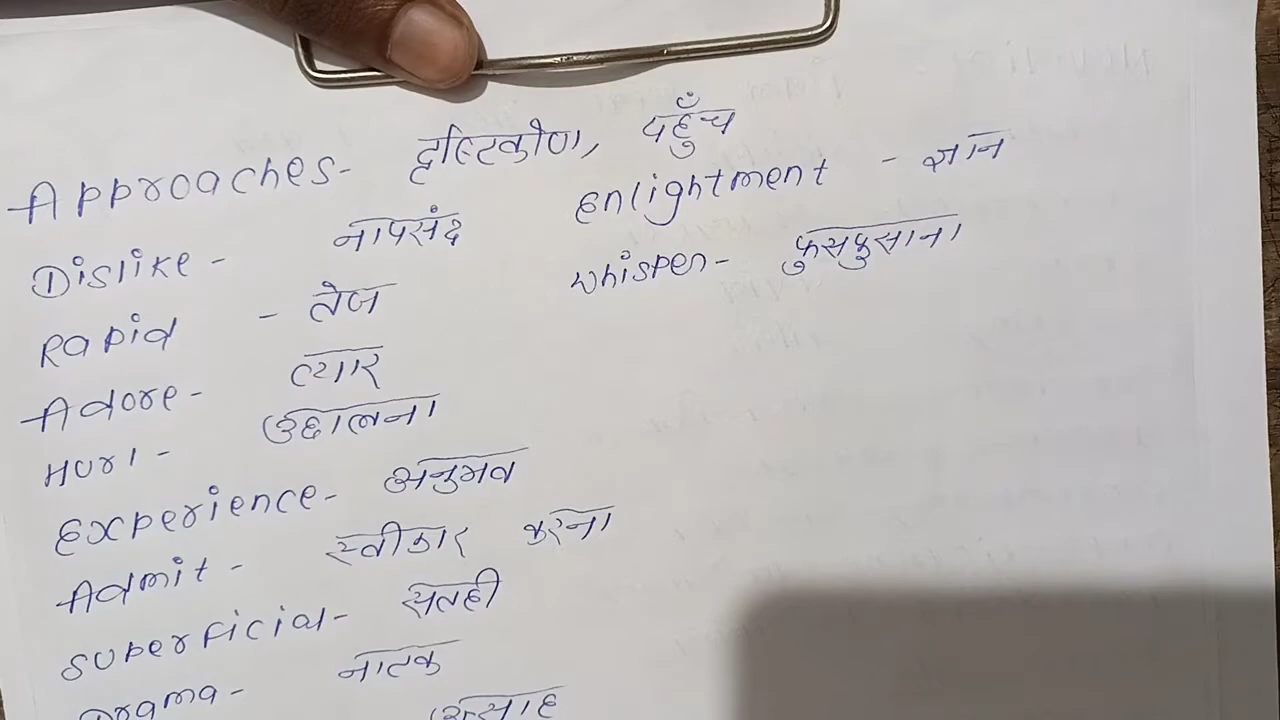 Approaches- दृष्टिकोण, पहुँच
Dislike- नापसंद
Rapid - तेज
Adore- प्यार
Hurl- उछालना
Experience- अनुभव
Admit- स्वीकार करना
Superficial- सतही
Drama- नाटक
Enlightment - ज्ञान
Whisper- फुसफुसाना